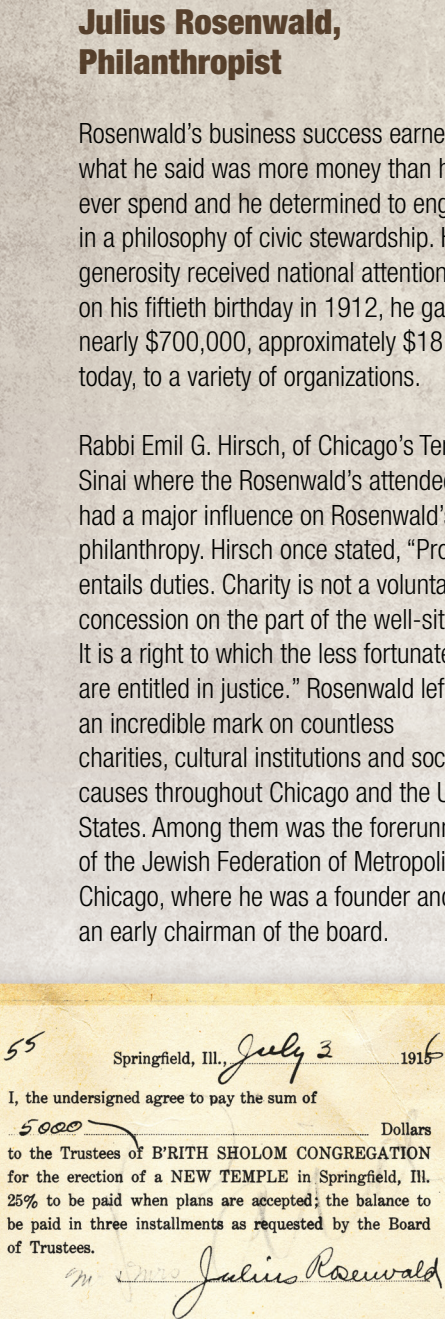 Julius Rosenwald,
Philanthropist
Rosenwald’s business success earne
what he said was more money than h
ever spend and he determined to eng
in a philosophy of civic stewardship. H
generosity received national attention
on his fiftieth birthday in 1912, he ga
nearly $700,000, approximately $18
today, to a variety of organizations.
Rabbi Emil G. Hirsch, of Chicago’s Ter
Sinai where the Rosenwald’s attended
had a major influence on Rosenwald’s
philanthropy. Hirsch once stated, “Pro
entails duties. Charity is not a volunta
concession on the part of the well-sit
It is a right to which the less fortunate
are entitled in justice.” Rosenwald lef
an incredible mark on countless
charities, cultural institutions and soc
causes throughout Chicago and the U
States. Among them was the forerunn
of the Jewish Federation of Metropoli
Chicago, where he was a founder and
an early chairman of the board.
55
Springfield, Ill., July 3 1916
I, the undersigned agree to pay the sum of
5000 Dollars
to the Trustees of B'RITH SHOLOM CONGREGATION
for the erection of a NEW TEMPLE in Springfield, Ill.
25% to be paid when plans are accepted; the balance to
be paid in three installments as requested by the Board
of Trustees.
Julius Rosenwald